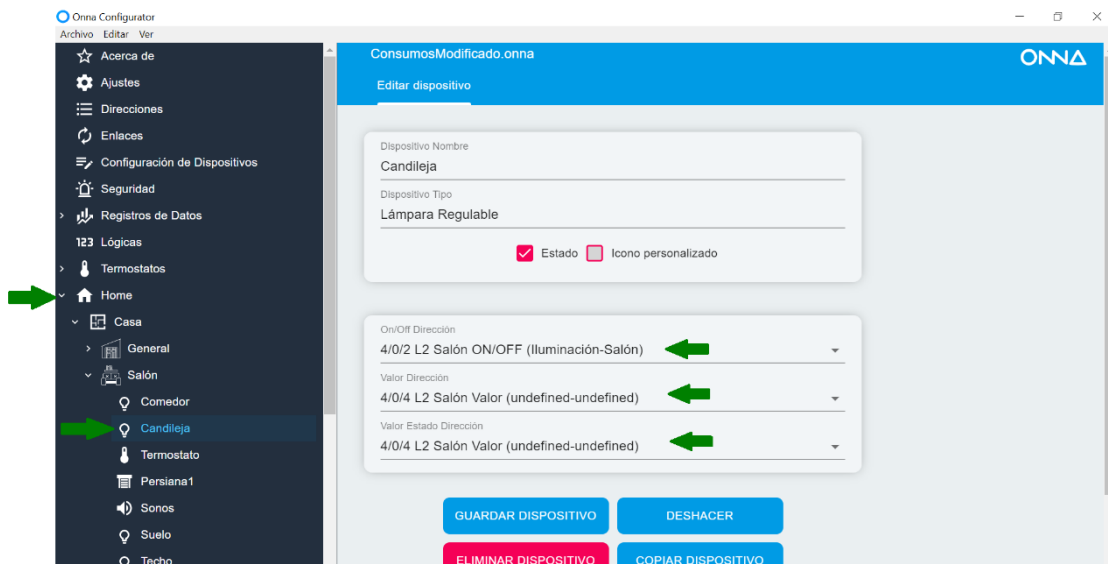 Onna Configurator
Archivo Editar Ver
Acerca de
Ajustes
Direcciones
Enlaces
Configuración de Dispositivos
Seguridad
Registros de Datos
123 Lógicas
Termostatos
Home
Casa
General
Salón
Comedor
Candileja
Termostato
Persiana1
Sonos
Suelo
Techo
ConsumosModificado.onna
ONNA
Editar dispositivo
Dispositivo Nombre
Candileja
Dispositivo Tipo
Lámpara Regulable
Estado Icono personalizado
On/Off Dirección
4/0/2 L2 Salón ON/OFF (Iluminación-Salón)
Valor Dirección
4/0/4 L2 Salón Valor (undefined-undefined)
Valor Estado Dirección
4/0/4 L2 Salón Valor (undefined-undefined)
GUARDAR DISPOSITIVO DESHACER
ELIMINAR DISPOSITIVO COPIAR DISPOSITIVO